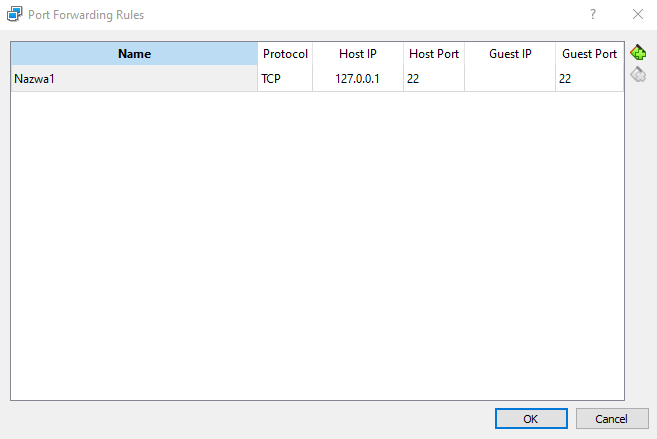 Port Forwarding Rules ?
Name Protocol Host IP Host Port Guest IP Guest Port
Nazwa1 TCP 127.0.0.1 22 22
OK Cancel